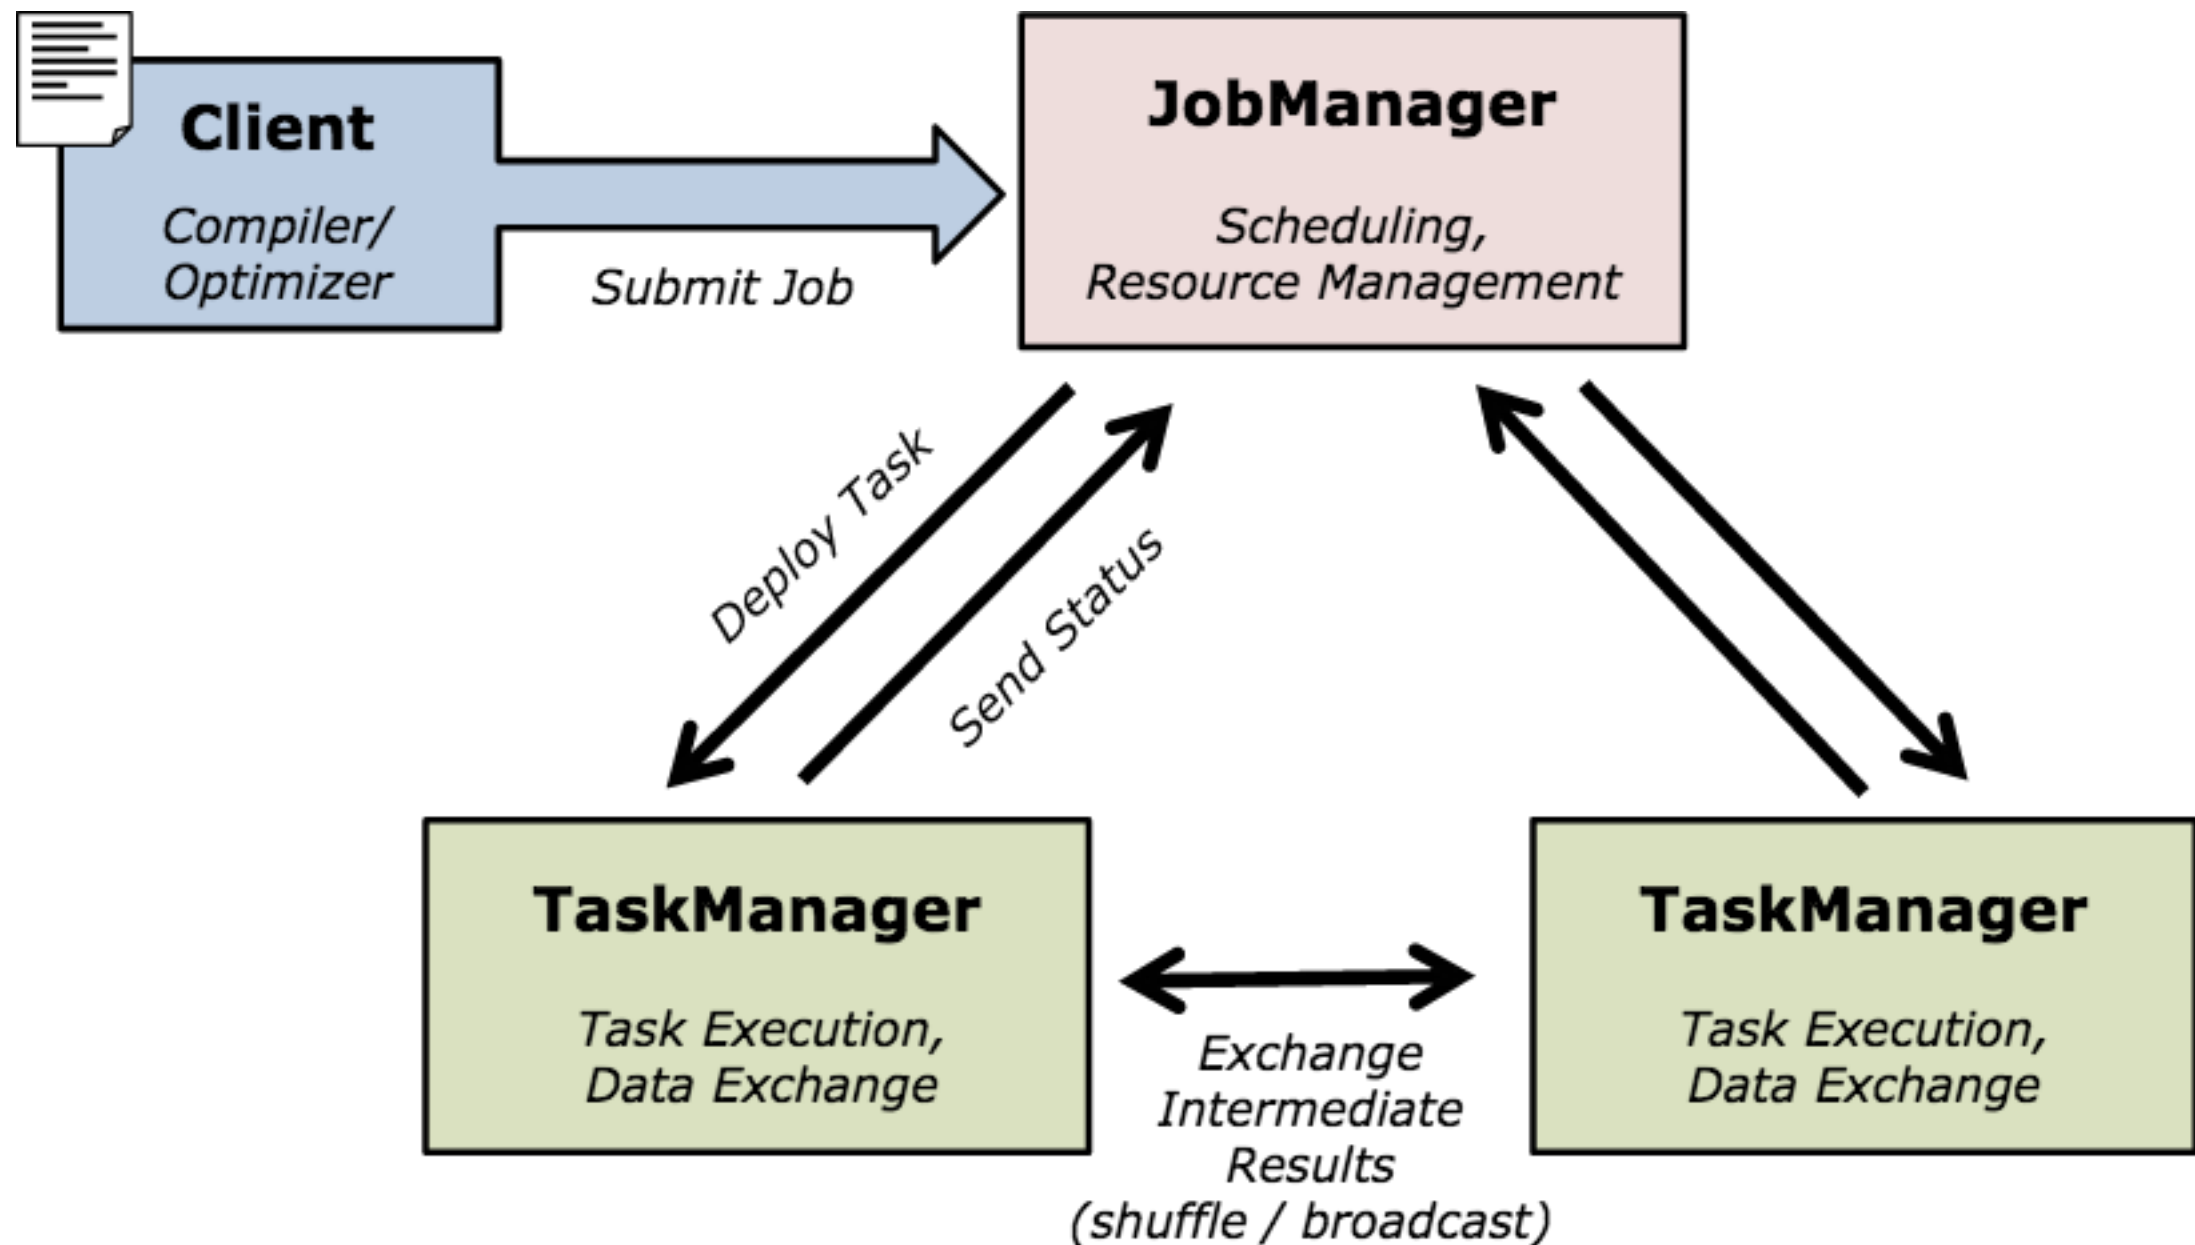 Client
Compiler/
Optimizer
Submit Job
JobManager
Scheduling,
Resource Management
Deploy Task
Send Status
TaskManager
Task Execution,
Data Exchange
Exchange
Intermediate
Results
(shuffle / broadcast)
TaskManager
Task Execution,
Data Exchange